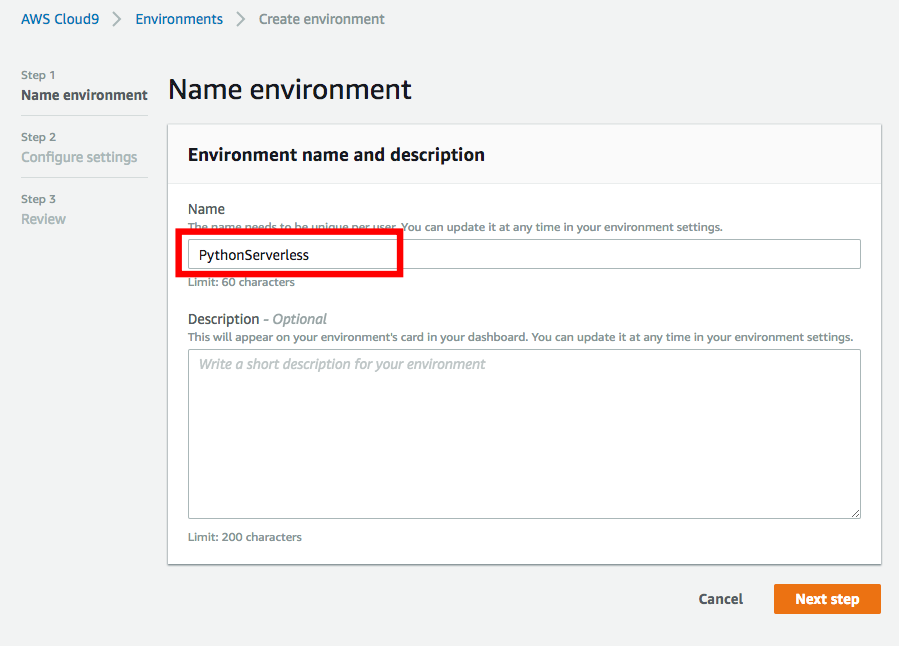 AWS Cloud9 > Environments > Create environment
Step 1
Name environment
Step 2
Configure settings
Step 3
Review
Name environment
Environment name and description
Name
The name needs to be unique per user. You can update it at any time in your environment settings.
PythonServerless
Limit: 60 characters
Description - Optional
This will appear on your environment's card in your dashboard. You can update it at any time in your environment settings.
Write a short description for your environment
Limit: 200 characters
Cancel
Next step